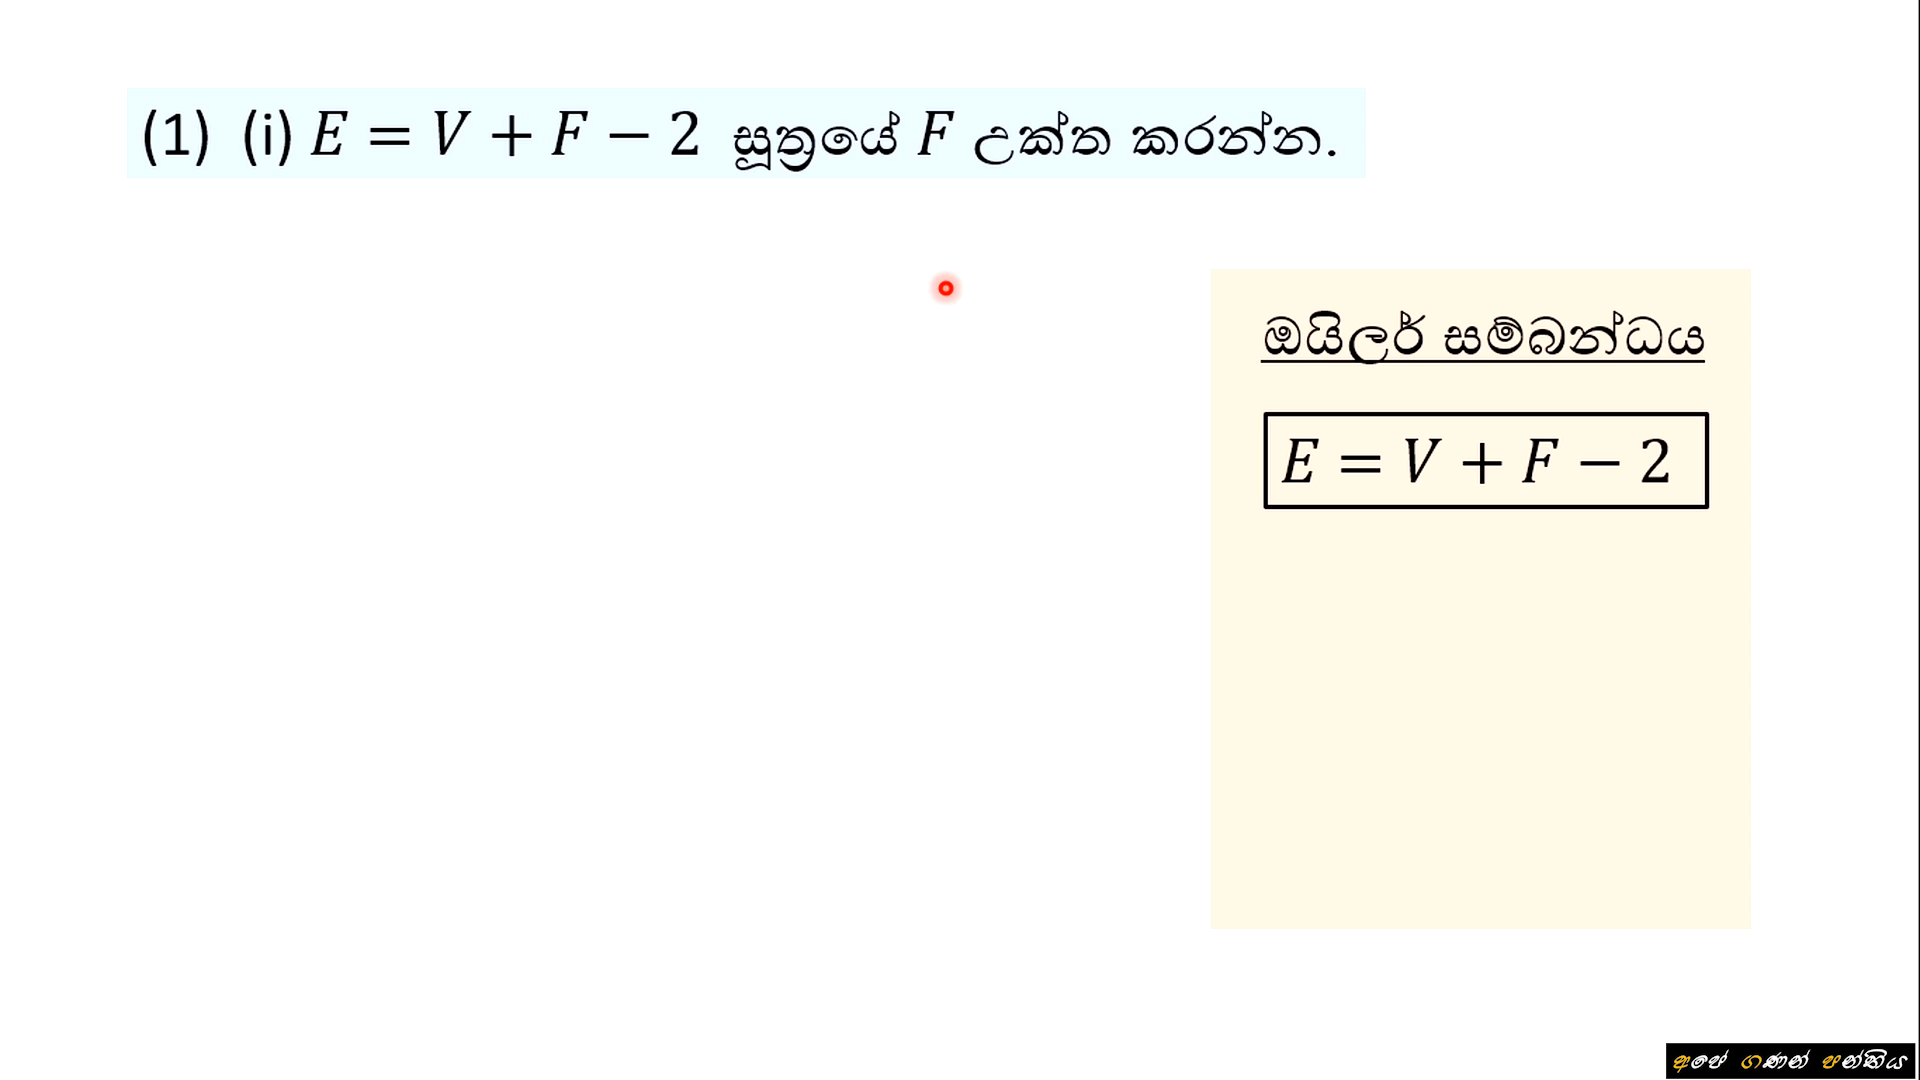 (1) (i) E = V + F − 2 සූත්‍රයේ F උක්ත කරන්න.
ඔයිලර් සම්බන්ධය
E = V + F − 2
අපේ ගණන් පන්තිය